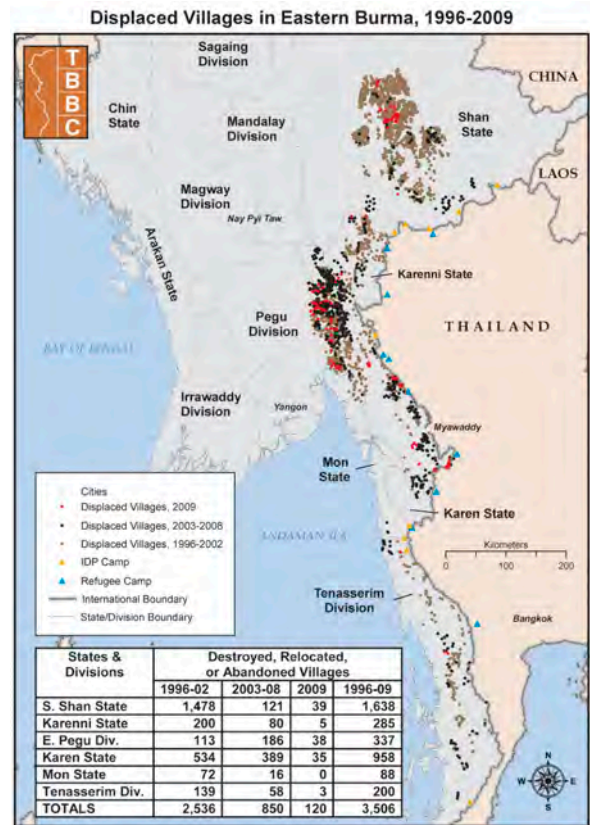 Displaced Villages in Eastern Burma, 1996-2009
T
B
B
C
Sagaing
Division
CHINA
Chin
State
Mandalay
Division
Shan
State
LAOS
Magway
Division
Nay Pyi Taw
Arakan State
Karenni State
Pegu
Division
THAILAND
BAY OF BENGAL
Irrawaddy
Division
Yangon
Myawaddy
Mon
State
Karen State
ANDAMAN SEA
Cities
Displaced Villages, 2009
Displaced Villages, 2003-2008
Displaced Villages, 1996-2002
IDP Camp
Refugee Camp
International Boundary
State/Division Boundary
Kilometers
0 100 200
Tenasserim
Division
Bangkok
States & Divisions Destroyed, Relocated, or Abandoned Villages
1996-02 2003-08 2009 1996-09
S. Shan State 1,478 121 39 1,638
Karenni State 200 80 5 285
E. Pegu Div. 113 186 38 337
Karen State 534 389 35 958
Mon State 72 16 0 88
Tenasserim Div. 139 58 3 200
TOTALS 2,536 850 120 3,506
N
W E
S